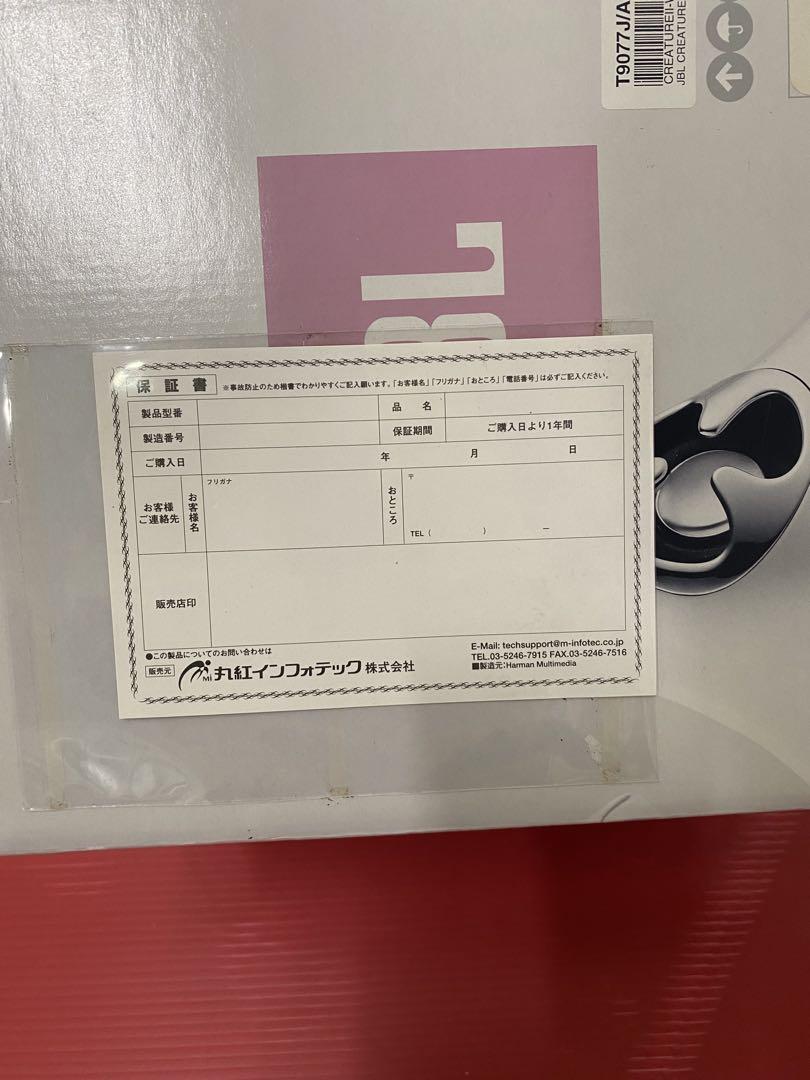 T9077J/A
CREATUREII-
JBL CREATURE
BL
保証書
※事故防止のため楷書でわかりやすくご記入願います。「お客様名」「フリガナ」「おところ」「電話番号」は必ずご記入ください。
製品型番
品 名
製造番号
保証期間
ご購入日より1年間
ご購入日
年 月 日
お客様
ご連絡先
お客様名
フリガナ
おところ
〒
TEL ( ) ー
販売店印
●この製品についてのお問い合わせは
販売元
Mi 丸紅インフォテック株式会社
E-Mail: techsupport@m-infotec.co.jp
TEL.03-5246-7915 FAX.03-5246-7516
■製造元:Harman Multimedia